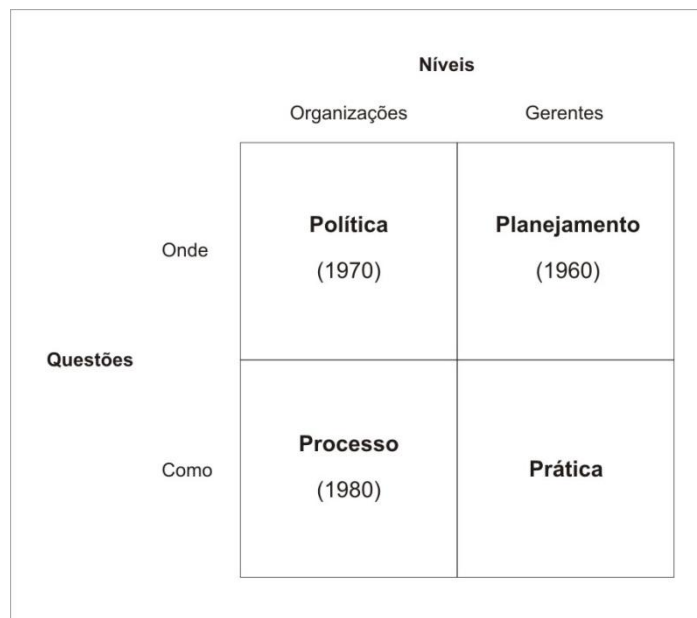 Níveis
Organizações Gerentes
Onde
Política
(1970)
Planejamento
(1960)
Questões
Como
Processo
(1980)
Prática